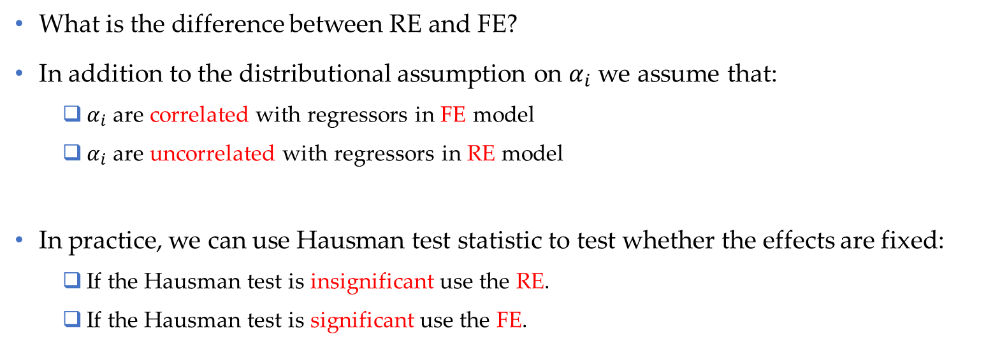 • What is the difference between RE and FE?
• In addition to the distributional assumption on αᵢ we assume that:
❑ αᵢ are correlated with regressors in FE model
❑ αᵢ are uncorrelated with regressors in RE model
• In practice, we can use Hausman test statistic to test whether the effects are fixed:
❑ If the Hausman test is insignificant use the RE.
❑ If the Hausman test is significant use the FE.